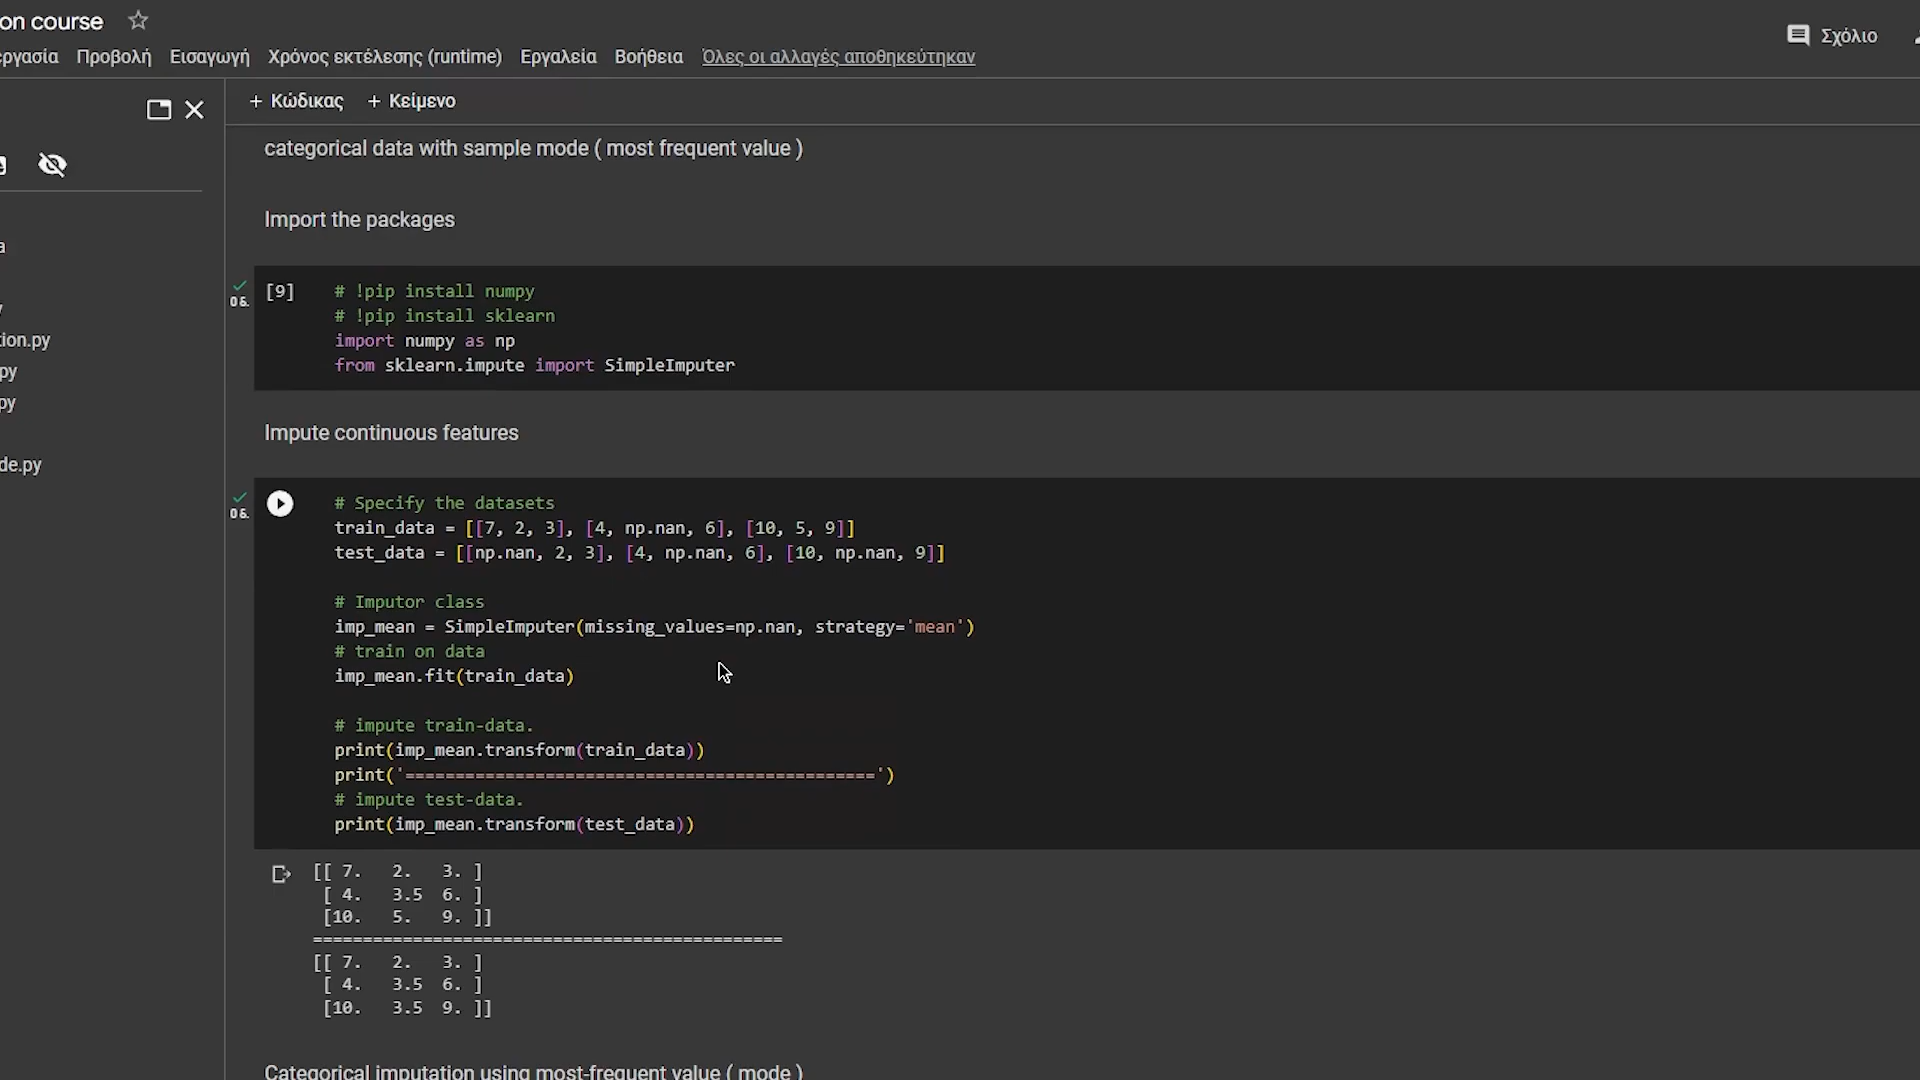 on course
Προβολή Εισαγωγή Χρόνος εκτέλεσης (runtime) Εργαλεία Βοήθεια Όλες οι αλλαγές αποθηκεύτηκαν
Σχόλιο
+ Κώδικας + Κείμενο
categorical data with sample mode ( most frequent value )
Import the packages
[9]
# !pip install numpy
# !pip install sklearn
import numpy as np
from sklearn.impute import SimpleImputer
ion.py
py
py
de.py
Impute continuous features
# Specify the datasets
train_data = [[7, 2, 3], [4, np.nan, 6], [10, 5, 9]]
test_data = [[np.nan, 2, 3], [4, np.nan, 6], [10, np.nan, 9]]
# Imputor class
imp_mean = SimpleImputer(missing_values=np.nan, strategy='mean')
# train on data
imp_mean.fit(train_data)
# impute train-data.
print(imp_mean.transform(train_data))
print('===============================================')
# impute test-data.
print(imp_mean.transform(test_data))
[[ 7. 2. 3. ]
[ 4. 3.5 6. ]
[10. 5. 9. ]]
===============================================
[[ 7. 2. 3. ]
[ 4. 3.5 6. ]
[10. 3.5 9. ]]
Categorical imputation using most-frequent value ( mode )